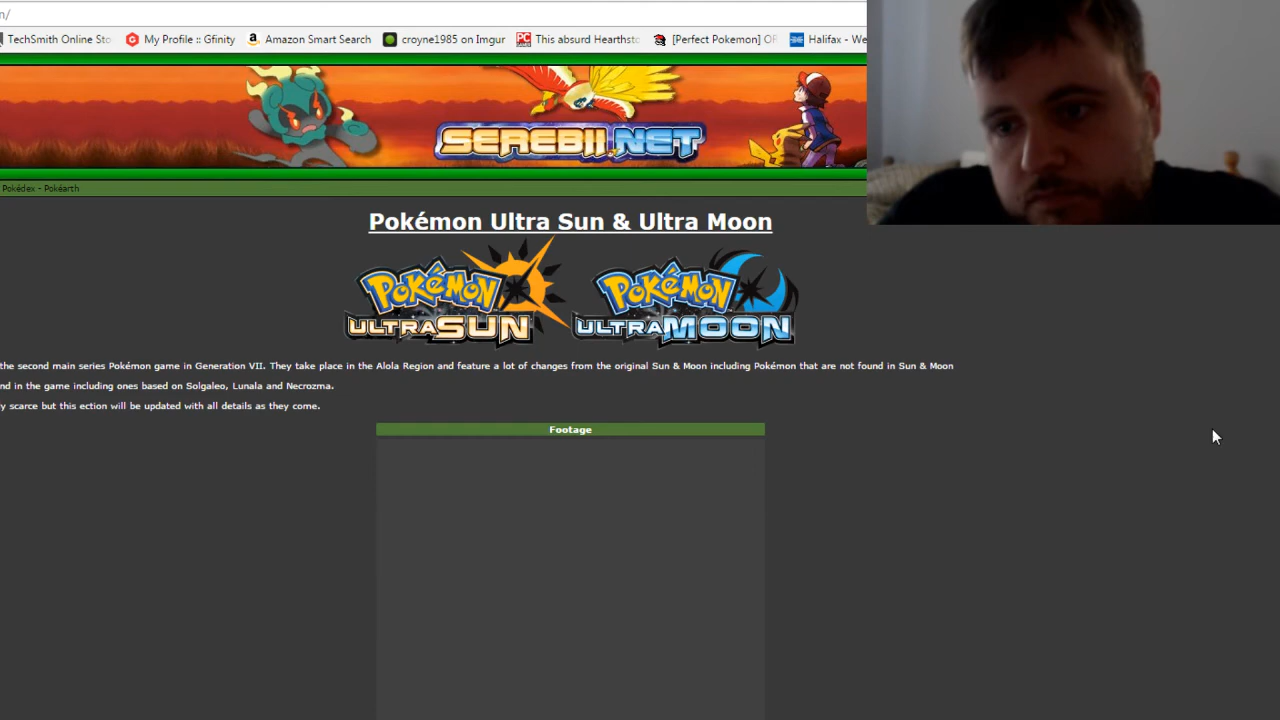 n/
TechSmith Online Sto
My Profile :: Gfinity
Amazon Smart Search
croyne1985 on Imgur
PC
This absurd Hearthsto
[Perfect Pokemon] OF
Halifax - We
SEREBII.NET
Pokédex - Pokéarth
Pokémon Ultra Sun & Ultra Moon
POKéMON ULTRA SUN
POKéMON ULTRA MOON
the second main series Pokémon game in Generation VII. They take place in the Alola Region and feature a lot of changes from the original Sun & Moon including Pokémon that are not found in Sun & Moon
nd in the game including ones based on Solgaleo, Lunala and Necrozma.
y scarce but this ection will be updated with all details as they come.
Footage